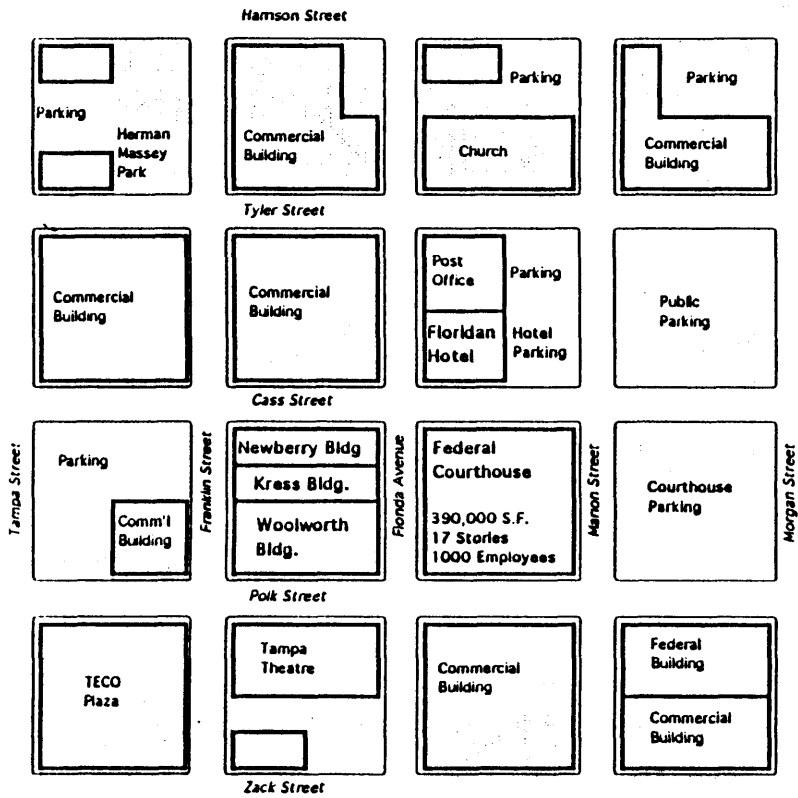 Harrison Street
Parking
Herman
Massey
Park
Commercial
Building
Parking
Church
Parking
Commercial
Building
Tyler Street
Commercial
Building
Commercial
Building
Post
Office
Parking
Floridan
Hotel
Hotel
Parking
Public
Parking
Cass Street
Tampa Street
Parking
Comm'l
Building
Franklin Street
Newberry Bldg
Kress Bldg.
Woolworth
Bldg.
Florida Avenue
Federal
Courthouse
390,000 S.F.
17 Stories
1000 Employees
Marion Street
Courthouse
Parking
Morgan Street
Polk Street
TECO
Plaza
Tampa
Theatre
Commercial
Building
Federal
Building
Commercial
Building
Zack Street